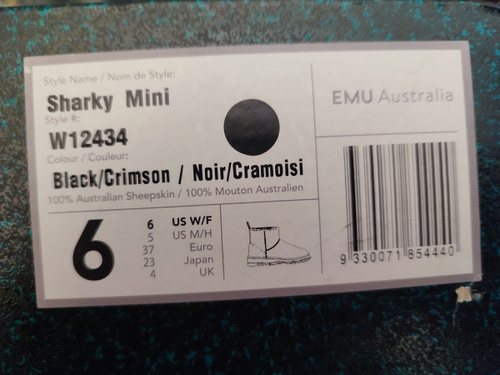 Style Name / Nom de Style:
Sharky Mini
Style #:
W12434
Colour / Couleur:
Black/Crimson / Noir/Cramoisi
100% Australian Sheepskin / 100% Mouton Australien
6
6 US W/F
5 US M/H
37 Euro
23 Japan
4 UK
EMU Australia
9 330071 854440